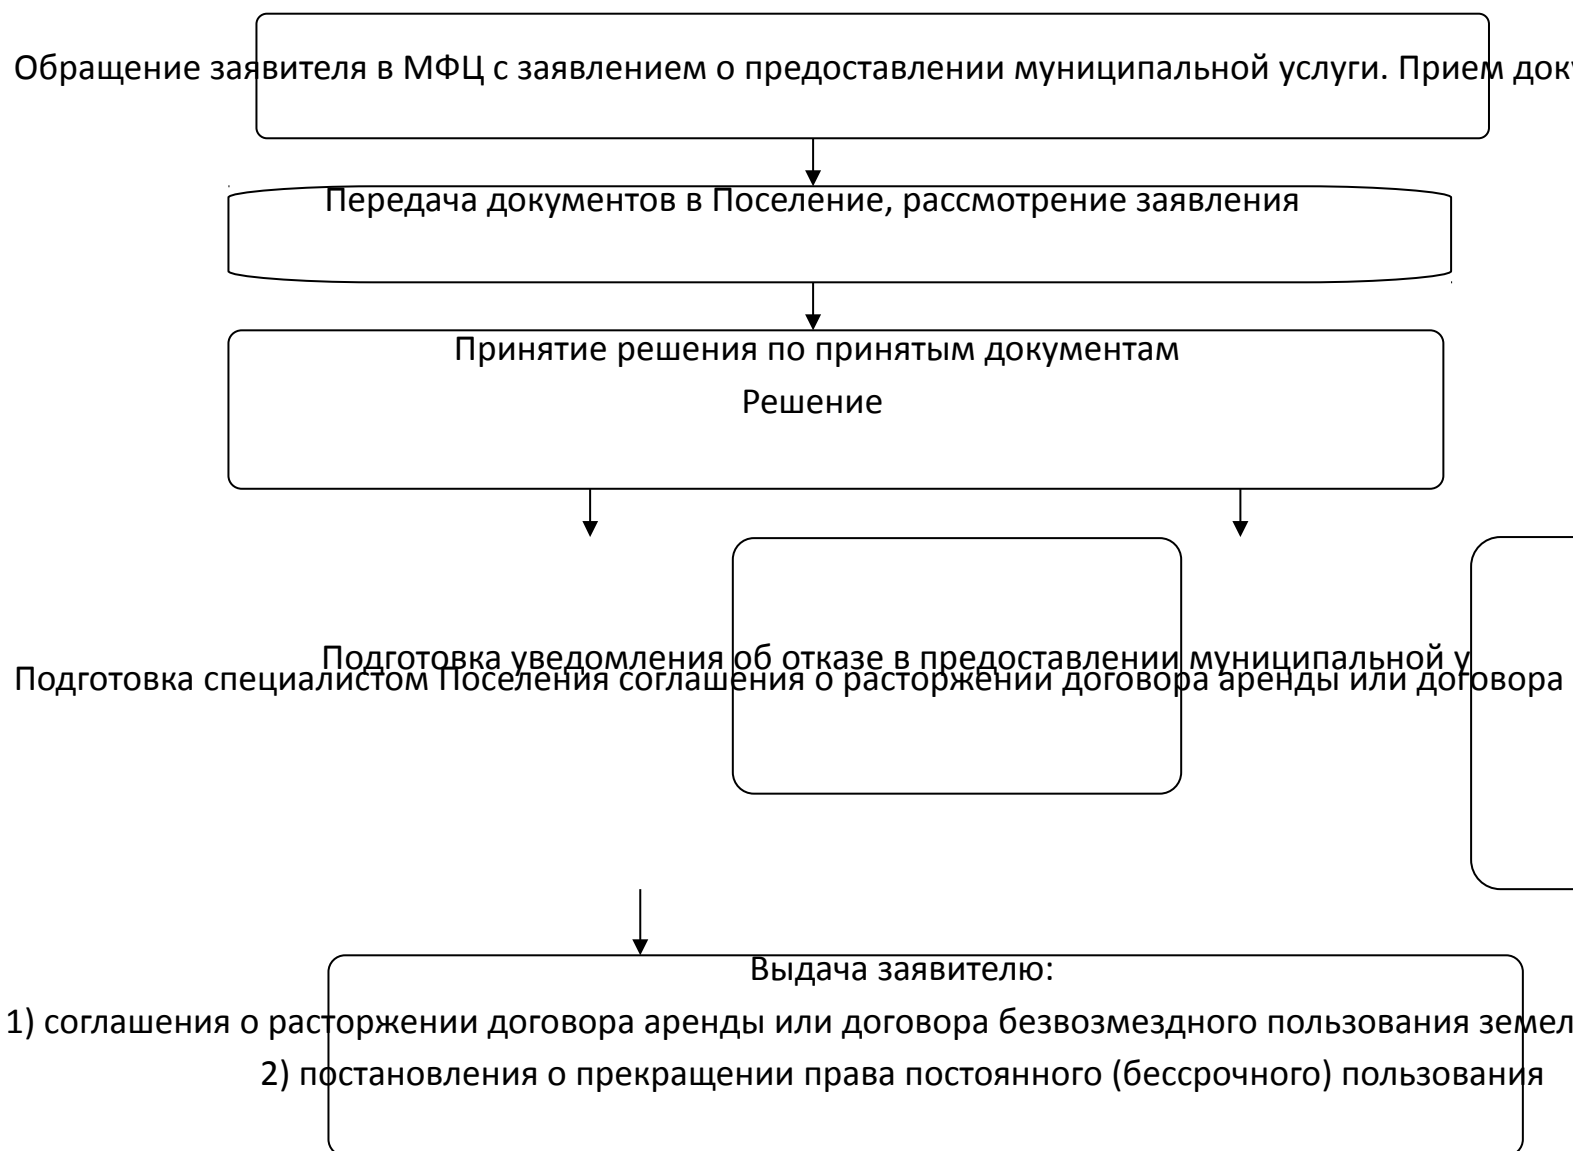 Обращение заявителя в МФЦ с заявлением о предоставлении муниципальной услуги. Прием док
Передача документов в Поселение, рассмотрение заявления
Принятие решения по принятым документам
Решение
Подготовка уведомления об отказе в предоставлении муниципальной у
Подготовка специалистом Поселения соглашения о расторжении договора аренды или договора
Выдача заявителю:
1) соглашения о расторжении договора аренды или договора безвозмездного пользования земел
2) постановления о прекращении права постоянного (бессрочного) пользования